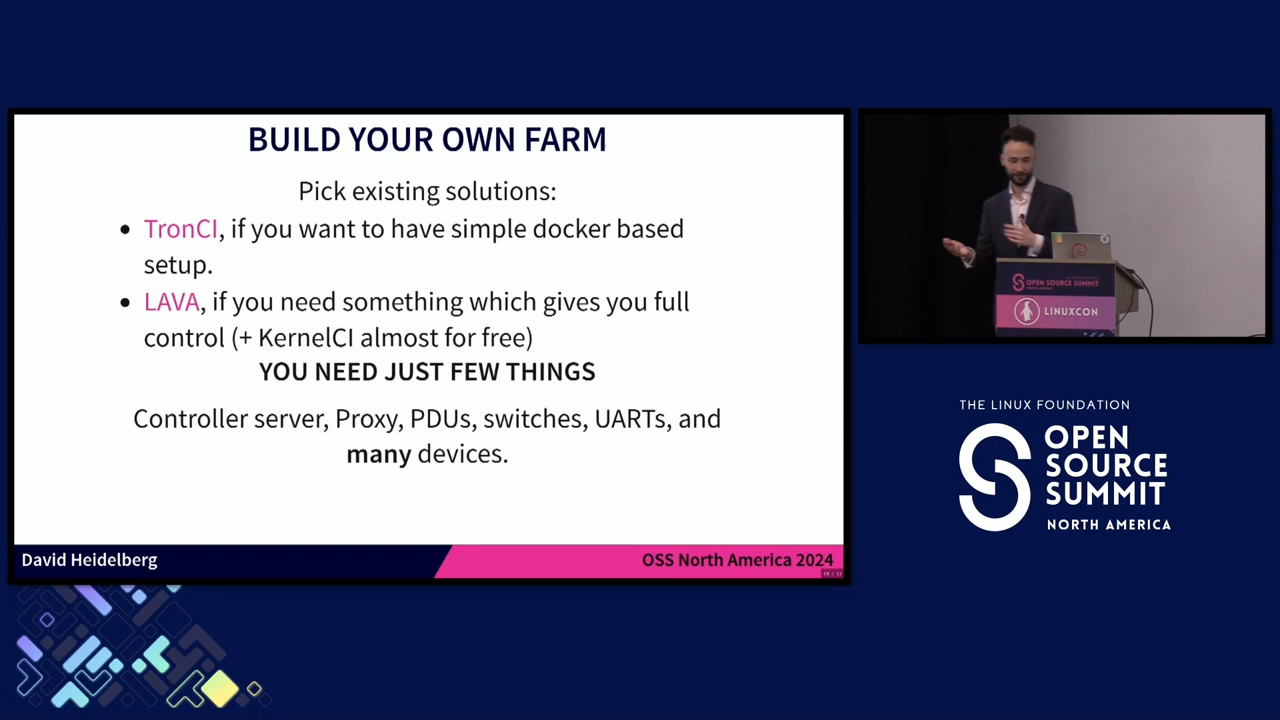 BUILD YOUR OWN FARM
Pick existing solutions:
• TronCI, if you want to have simple docker based
setup.
• LAVA, if you need something which gives you full
control (+ KernelCI almost for free)
YOU NEED JUST FEW THINGS
Controller server, Proxy, PDUs, switches, UARTs, and
many devices.
David Heidelberg
OSS North America 2024
OPEN SOURCE SUMMIT
LINUXCON
THE LINUX FOUNDATION
OPEN
SOURCE
SUMMIT
NORTH AMERICA